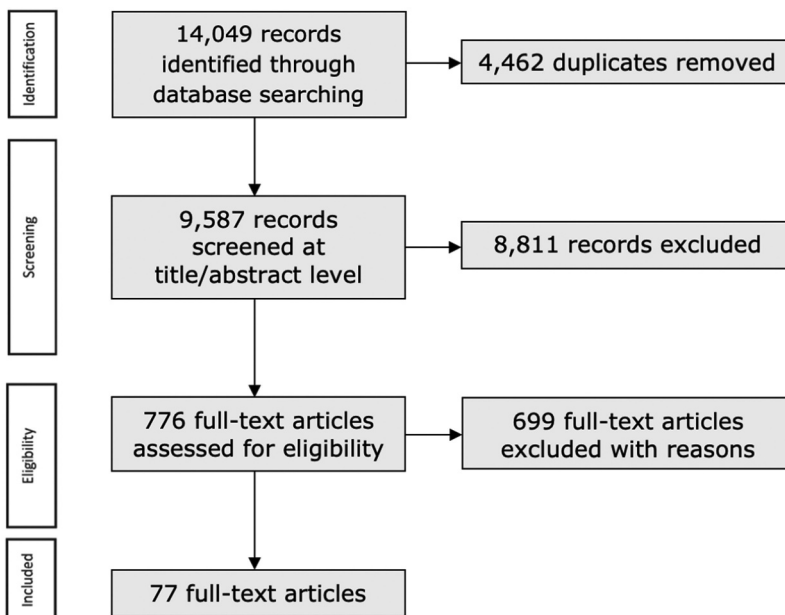 Identification
14,049 records
identified through
database searching
4,462 duplicates removed
Screening
9,587 records
screened at
title/abstract level
8,811 records excluded
Eligibility
776 full-text articles
assessed for eligibility
699 full-text articles
excluded with reasons
Included
77 full-text articles